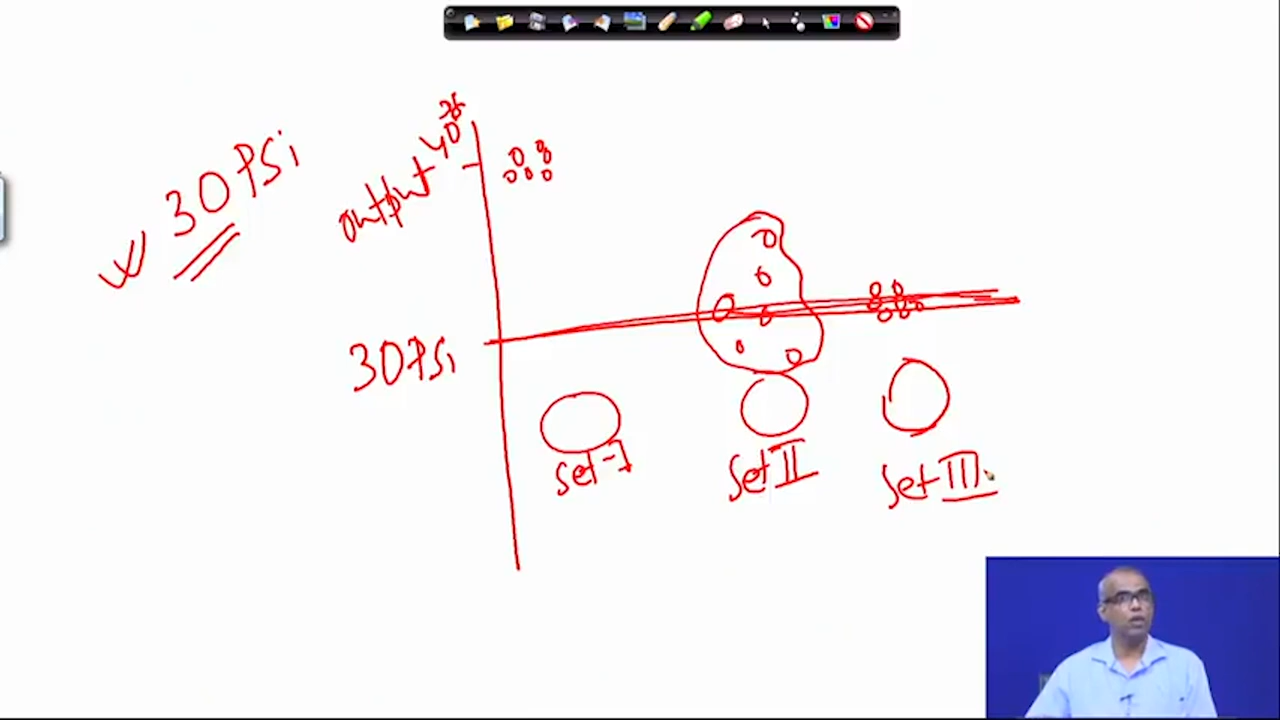 30 PSi
output
40
30 PSi
Set-I
Set II
Set III.